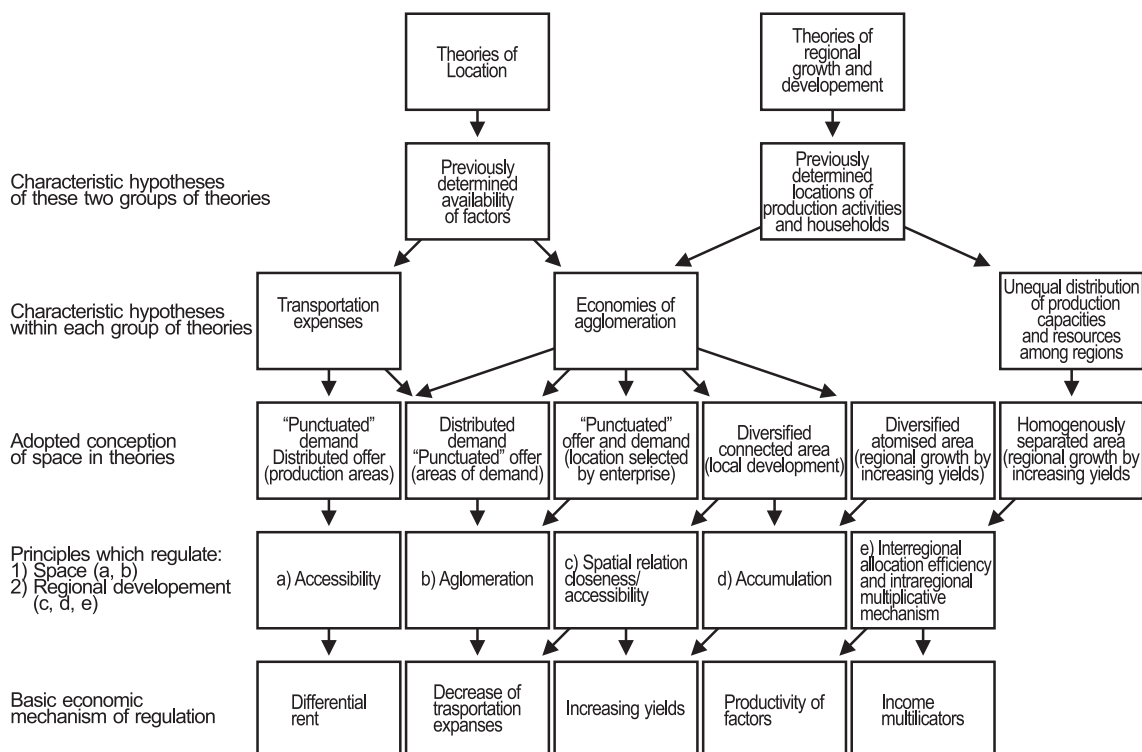 Theories of
Location
Theories of
regional
growth and
developement
Characteristic hypotheses
of these two groups of theories
Previously
determined
availability
of factors
Previously
determined
locations of
production activities
and households
Characteristic hypotheses
within each group of theories
Transportation
expenses
Economies of
agglomeration
Unequal distribution
of production
capacities
and resources
among regions
Adopted conception
of space in theories
“Punctuated”
demand
Distributed offer
(production areas)
Distributed
demand
“Punctuated” offer
(areas of demand)
“Punctuated”
offer and demand
(location selected
by enterprise)
Diversified
connected area
(local development)
Diversified
atomised area
(regional growth by
increasing yields)
Homogenously
separated area
(regional growth by
increasing yields
Principles which regulate:
1) Space (a, b)
2) Regional developement
(c, d, e)
a) Accessibility
b) Aglomeration
c) Spatial relation
closeness/
accessibility
d) Accumulation
e) Interregional
allocation efficiency
and intraregional
multiplicative
mechanism
Basic economic
mechanism of regulation
Differential
rent
Decrease of
trasportation
expanses
Increasing yields
Productivity of
factors
Income
multilicators